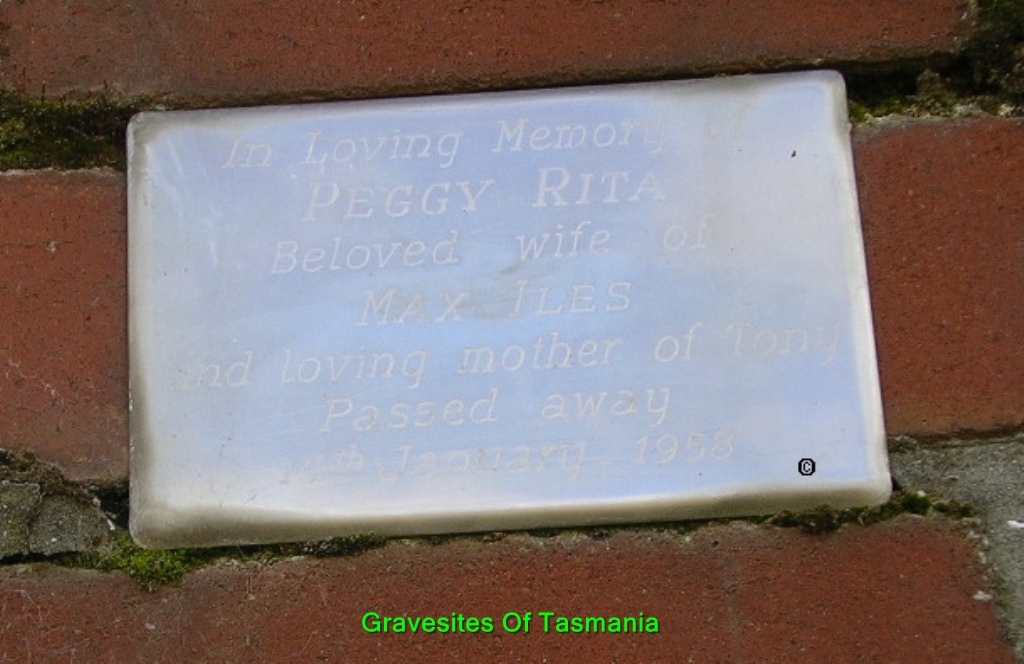 In Loving Memory
PEGGY RITA
Beloved wife of
MAX ILES
and loving mother of Tony
Passed away
14th January 1958
©
Gravesites Of Tasmania